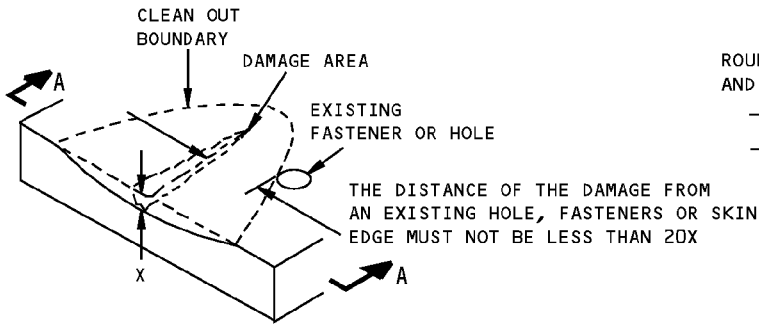 CLEAN OUT
BOUNDARY
DAMAGE AREA
A
EXISTING
FASTENER OR HOLE
THE DISTANCE OF THE DAMAGE FROM
AN EXISTING HOLE, FASTENERS OR SKIN
EDGE MUST NOT BE LESS THAN 20X
A
X
AND